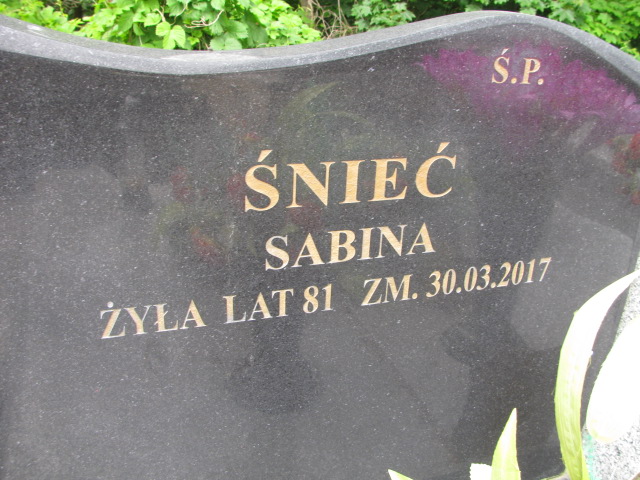 Ś.P.
ŚNIEĆ
SABINA
ŻYŁA LAT 81 ZM. 30.03.2017